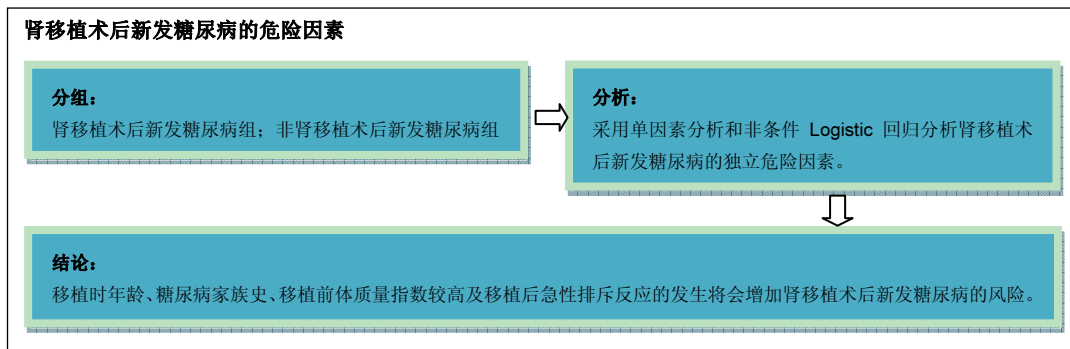 肾移植术后新发糖尿病的危险因素
分组：
肾移植术后新发糖尿病组；非肾移植术后新发糖尿病组
分析：
采用单因素分析和非条件 Logistic 回归分析肾移植术
后新发糖尿病的独立危险因素。
结论：
移植时年龄、糖尿病家族史、移植前体质量指数较高及移植后急性排斥反应的发生将会增加肾移植术后新发糖尿病的风险。